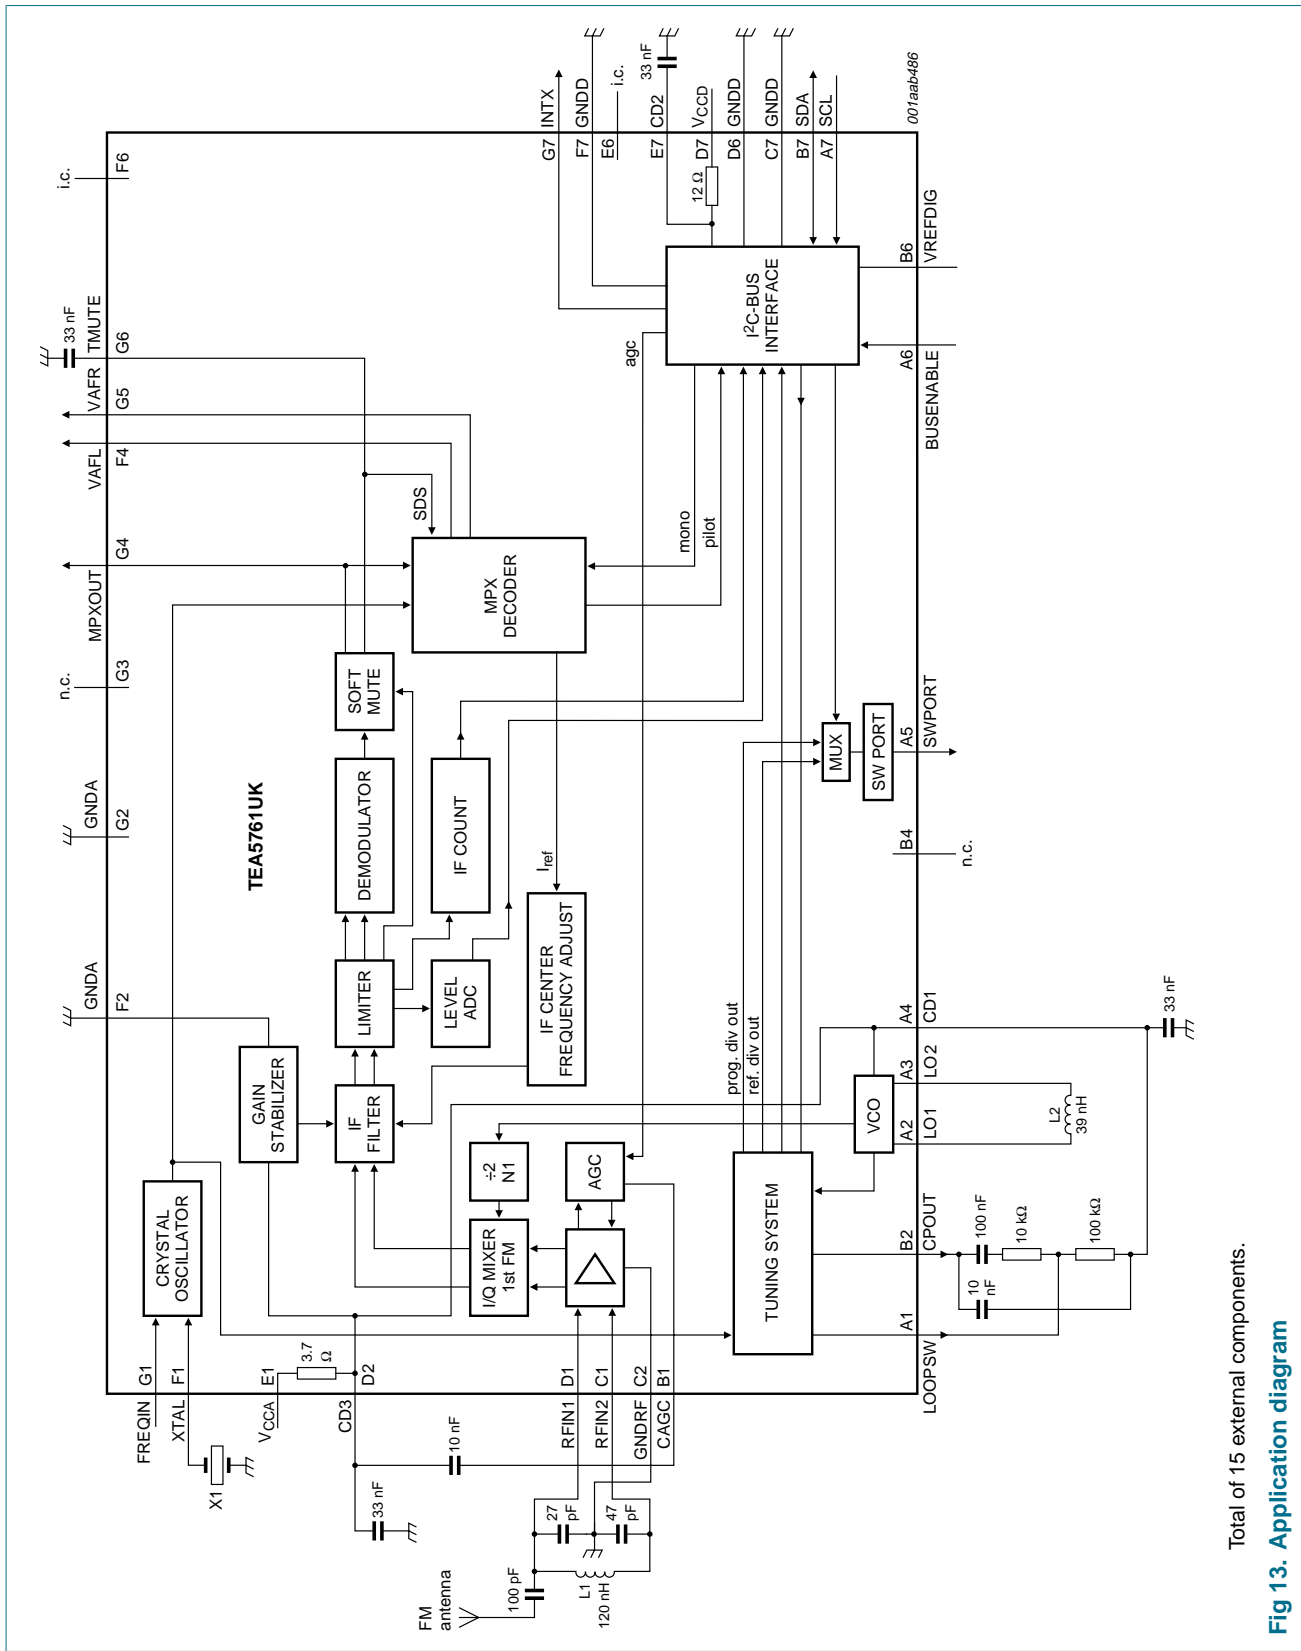 GNDA
GNDA
n.c.
MPXOUT
VAFL
VAFR
TMUTE
33 nF
i.c.
F2
G2
G3
G4
F4
G5
G6
F6
FREQIN
G1
XTAL
F1
X1
CRYSTAL
OSCILLATOR
GAIN
STABILIZER
TEA5761UK
VCCA
E1
3.7
Ω
CD3
D2
33 nF
10 nF
IF
FILTER
LIMITER
DEMODULATOR
SOFT
MUTE
LEVEL
ADC
IF COUNT
SDS
MPX
DECODER
INTX
G7
GNDD
F7
i.c.
E6
33 nF
CD2
E7
VCCD
D7
12 Ω
GNDD
D6
GNDD
C7
SDA
B7
SCL
A7
FM
antenna
100 pF
L1
120 nH
27
pF
47
pF
RFIN1
D1
RFIN2
C1
GNDRF
C2
CAGC
B1
I/Q MIXER
1st FM
÷2
N1
AGC
IF CENTER
FREQUENCY ADJUST
Iref
mono
pilot
agc
I2C-BUS
INTERFACE
TUNING SYSTEM
VCO
prog. div out
ref. div out
MUX
SW PORT
A1
B2
A2
A3
A4
B4
A5
A6
B6
LOOPSW
CPOUT
LO1
LO2
CD1
n.c.
SWPORT
BUSENABLE
VREFDIG
10
nF
100 nF
10 kΩ
100 kΩ
L2
39 nH
33 nF
001aab486
Total of 15 external components.
Fig 13. Application diagram